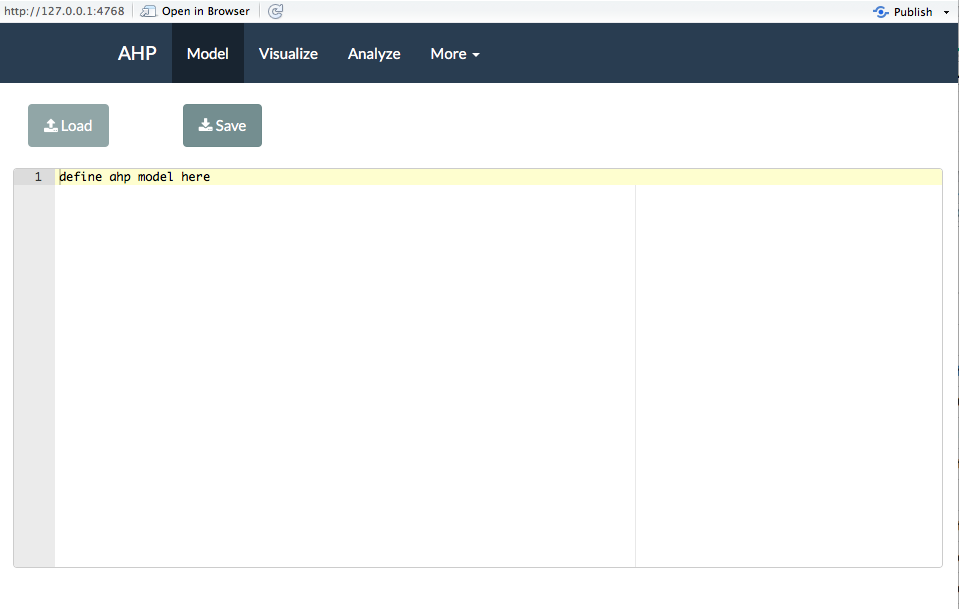 http://127.0.0.1:4768 Open in Browser Publish
AHP Model Visualize Analyze More
Load Save
1 define ahp model here